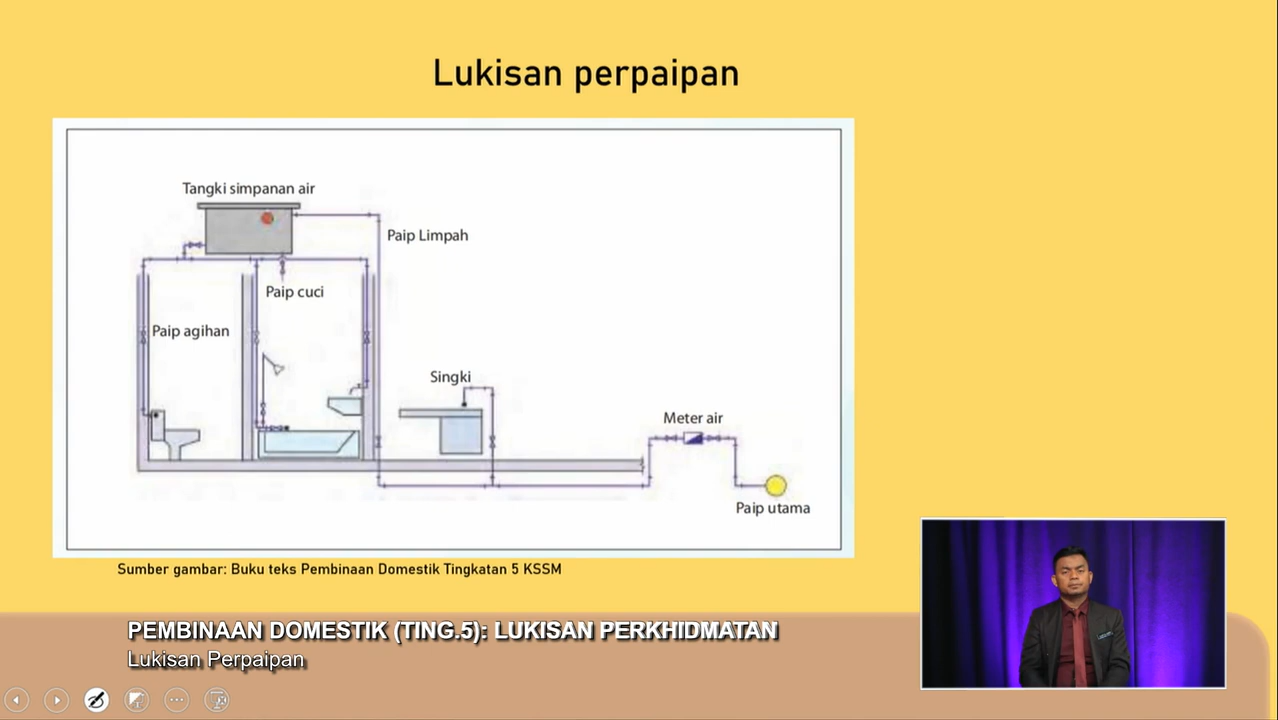 Lukisan perpaipan
Tangki simpanan air
Paip Limpah
Paip cuci
Paip agihan
Singki
Meter air
Paip utama
Sumber gambar: Buku teks Pembinaan Domestik Tingkatan 5 KSSM
PEMBINAAN DOMESTIK (TING.5): LUKISAN PERKHIDMATAN
Lukisan Perpaipan